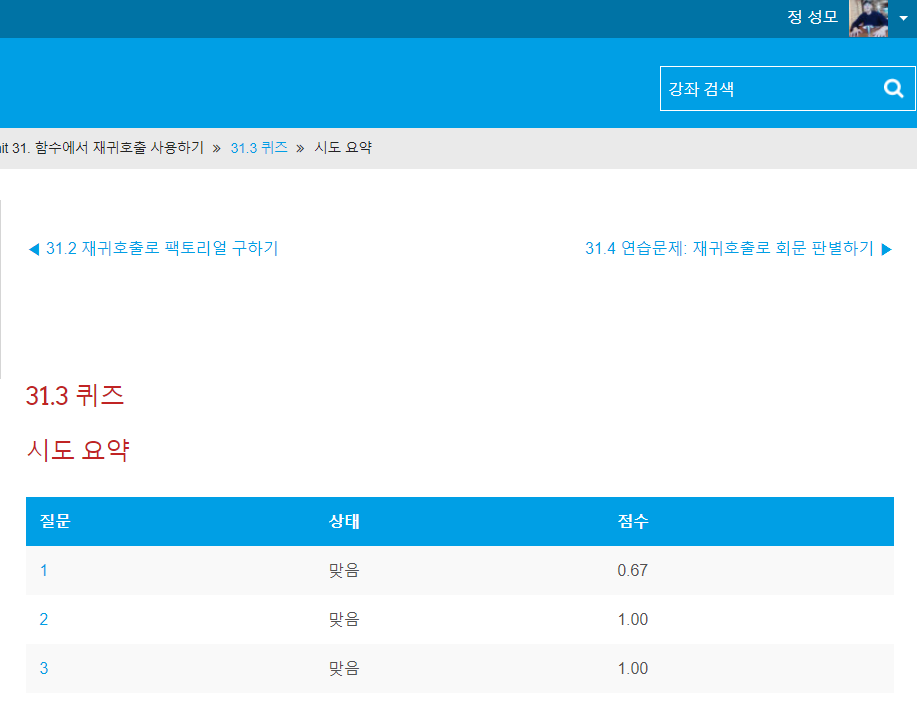 정 성모
강좌 검색
it 31. 함수에서 재귀호출 사용하기 » 31.3 퀴즈 » 시도 요약
◀ 31.2 재귀호출로 팩토리얼 구하기
31.4 연습문제: 재귀호출로 회문 판별하기 ▶
31.3 퀴즈
시도 요약
질문 상태 점수
1 맞음 0.67
2 맞음 1.00
3 맞음 1.00